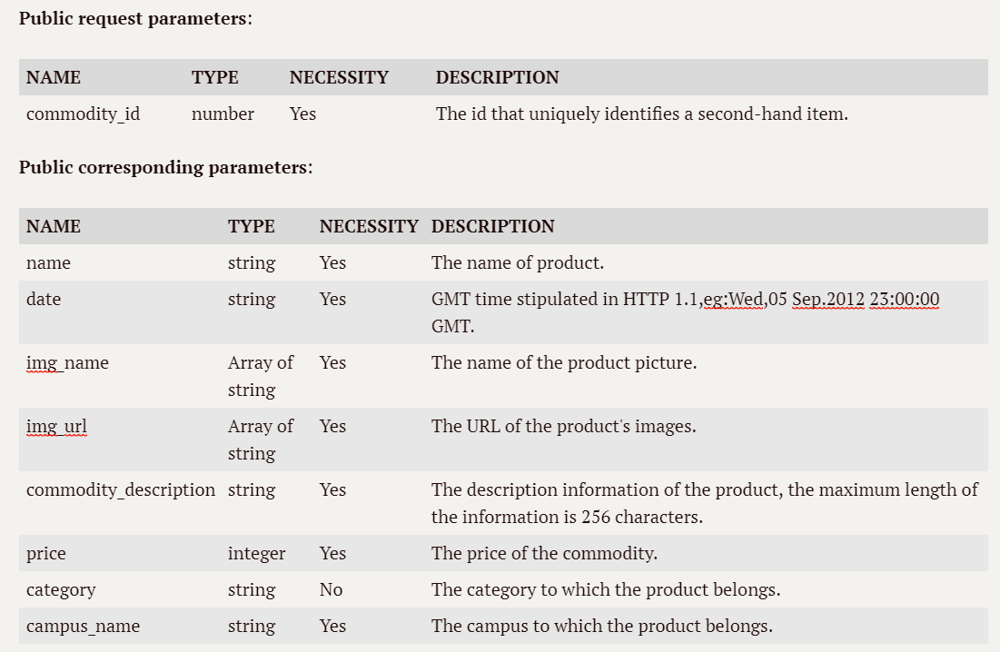 Public request parameters:
NAME TYPE NECESSITY DESCRIPTION
commodity_id number Yes The id that uniquely identifies a second-hand item.
Public corresponding parameters:
NAME TYPE NECESSITY DESCRIPTION
name string Yes The name of product.
date string Yes GMT time stipulated in HTTP 1.1,eg:Wed,05 Sep.2012 23:00:00
GMT.
img_name Array of Yes The name of the product picture.
string
img_url Array of Yes The URL of the product's images.
string
commodity_description string Yes The description information of the product, the maximum length of
the information is 256 characters.
price integer Yes The price of the commodity.
category string No The category to which the product belongs.
campus_name string Yes The campus to which the product belongs.